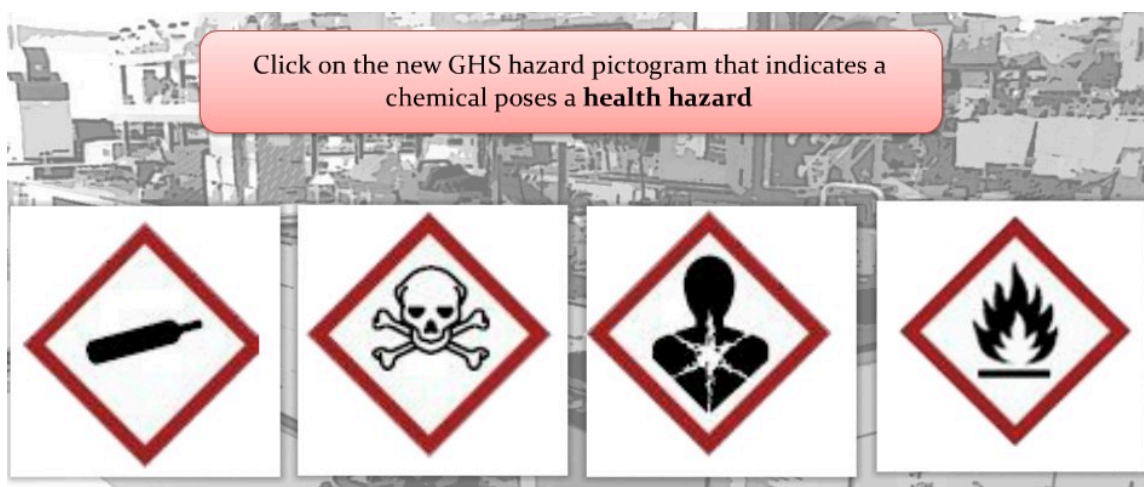 Click on the new GHS hazard pictogram that indicates a
chemical poses a health hazard